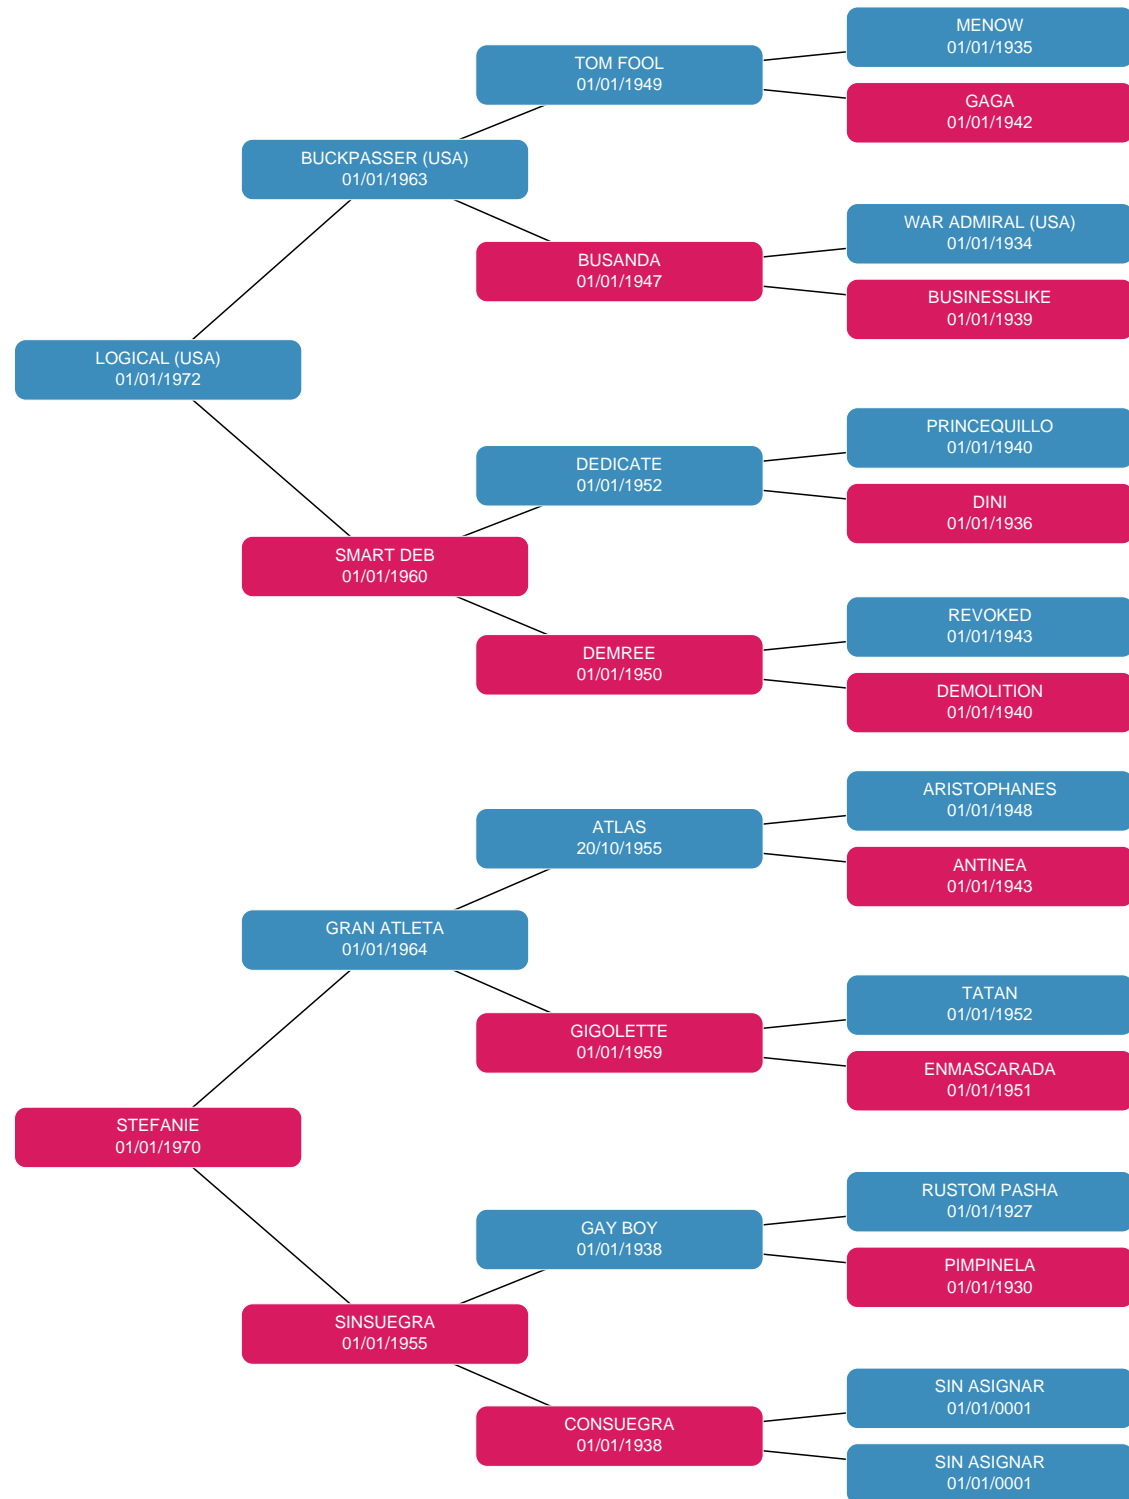 MENOW
01/01/1935
TOM FOOL
01/01/1949
GAGA
01/01/1942
BUCKPASSER (USA)
01/01/1963
WAR ADMIRAL (USA)
01/01/1934
BUSANDA
01/01/1947
BUSINESSLIKE
01/01/1939
LOGICAL (USA)
01/01/1972
PRINCEQUILLO
01/01/1940
DEDICATE
01/01/1952
DINI
01/01/1936
SMART DEB
01/01/1960
REVOKED
01/01/1943
DEMREE
01/01/1950
DEMOLITION
01/01/1940
ARISTOPHANES
01/01/1948
ATLAS
20/10/1955
ANTINEA
01/01/1943
GRAN ATLETA
01/01/1964
TATAN
01/01/1952
GIGOLETTE
01/01/1959
ENMASCARADA
01/01/1951
STEFANIE
01/01/1970
RUSTOM PASHA
01/01/1927
GAY BOY
01/01/1938
PIMPINELA
01/01/1930
SINSUEGRA
01/01/1955
SIN ASIGNAR
01/01/0001
CONSUEGRA
01/01/1938
SIN ASIGNAR
01/01/0001